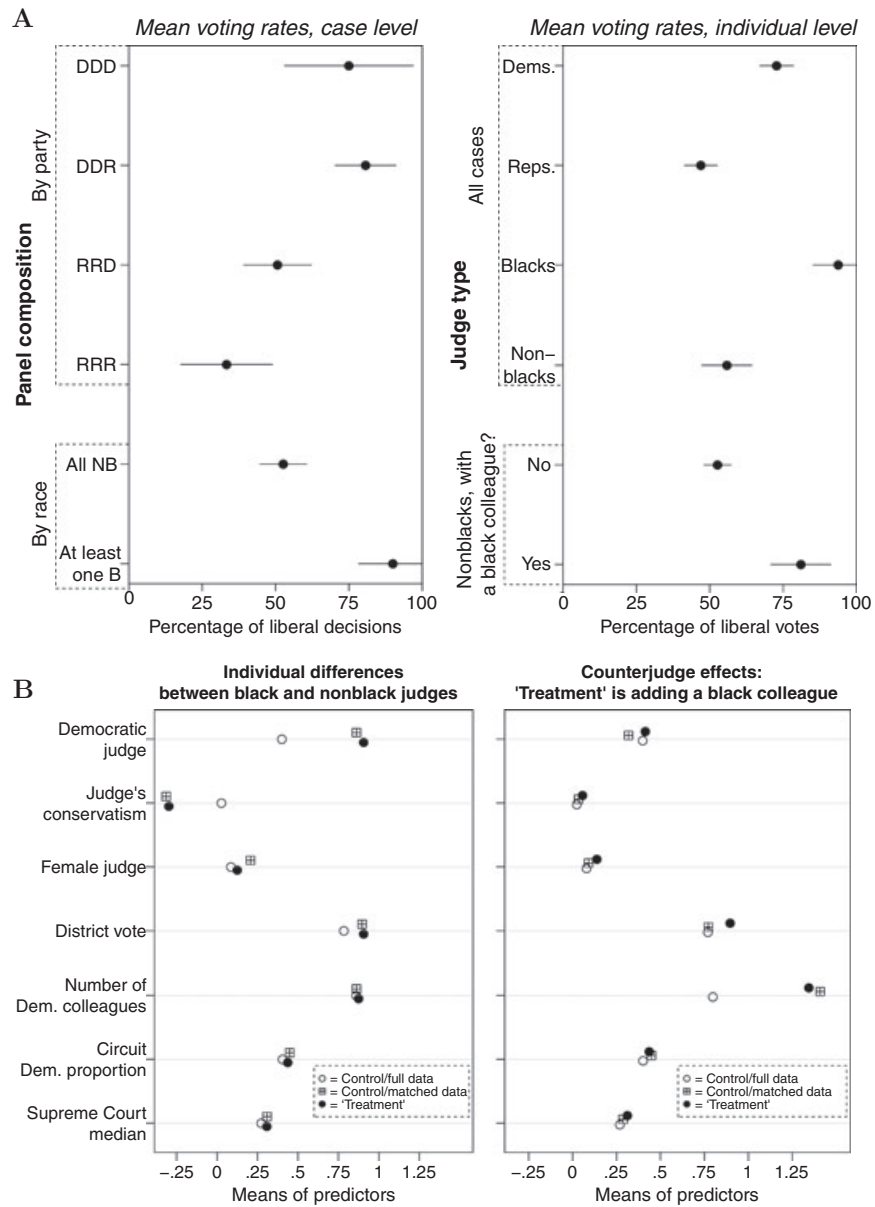 A
Mean voting rates, case level
Panel composition
By party
DDD
DDR
RRD
RRR
By race
All NB
At least
one B
0 25 50 75 100
Percentage of liberal decisions
Mean voting rates, individual level
Judge type
All cases
Dems.
Reps.
Blacks
Non–
blacks
Nonblacks, with
a black colleague?
No
Yes
0 25 50 75 100
Percentage of liberal votes
B
Individual differences
between black and nonblack judges
Democratic
judge
Judge's
conservatism
Female judge
District vote
Number of
Dem. colleagues
Circuit
Dem. proportion
Supreme Court
median
= Control/full data
= Control/matched data
= 'Treatment'
–.25 0 .25 .5 .75 1 1.25
Means of predictors
Counterjudge effects:
'Treatment' is adding a black colleague
= Control/full data
= Control/matched data
= 'Treatment'
–.25 0 .25 .5 .75 1 1.25
Means of predictors